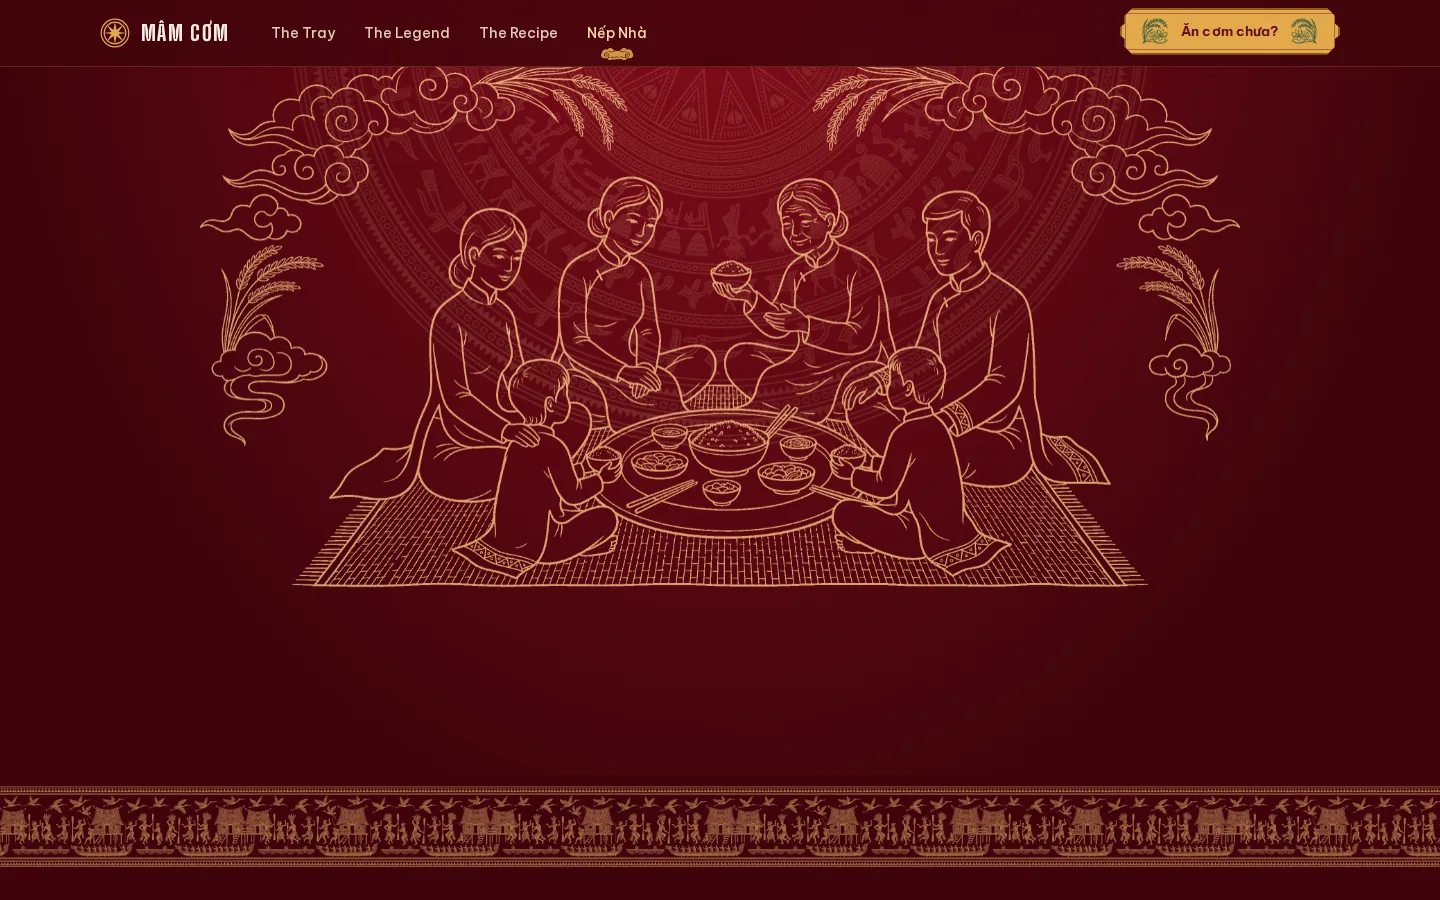 MÂM CƠM
The Tray
The Legend
The Recipe
Nếp Nhà
Ăn cơm chưa?